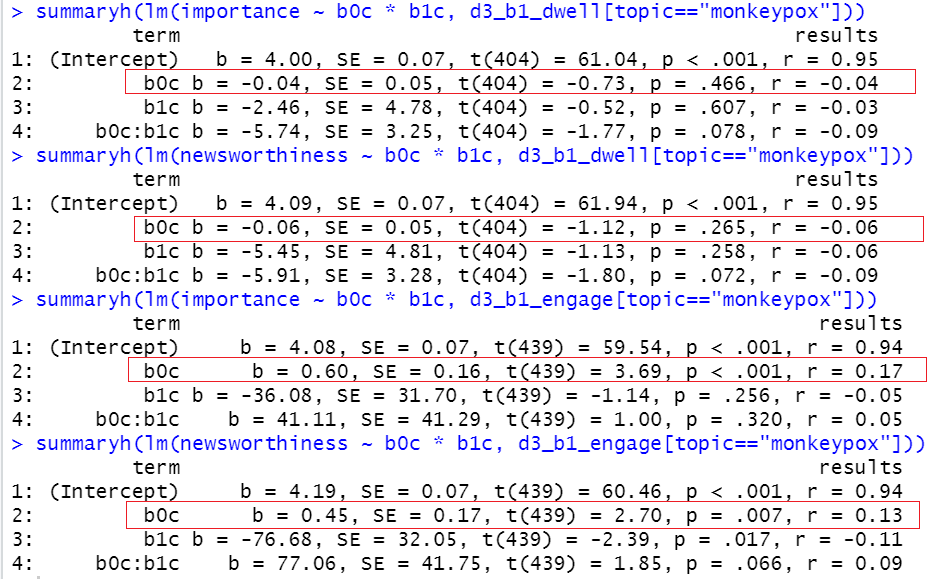 > summaryh(lm(importance ~ b0c * b1c, d3_b1_dwell[topic=="monkeypox"]))
term results
1: (Intercept) b = 4.00, SE = 0.07, t(404) = 61.04, p < .001, r = 0.95
2: b0c b = -0.04, SE = 0.05, t(404) = -0.73, p = .466, r = -0.04
3: b1c b = -2.46, SE = 4.78, t(404) = -0.52, p = .607, r = -0.03
4: b0c:b1c b = -5.74, SE = 3.25, t(404) = -1.77, p = .078, r = -0.09
> summaryh(lm(newsworthiness ~ b0c * b1c, d3_b1_dwell[topic=="monkeypox"]))
term results
1: (Intercept) b = 4.09, SE = 0.07, t(404) = 61.94, p < .001, r = 0.95
2: b0c b = -0.06, SE = 0.05, t(404) = -1.12, p = .265, r = -0.06
3: b1c b = -5.45, SE = 4.81, t(404) = -1.13, p = .258, r = -0.06
4: b0c:b1c b = -5.91, SE = 3.28, t(404) = -1.80, p = .072, r = -0.09
> summaryh(lm(importance ~ b0c * b1c, d3_b1_engage[topic=="monkeypox"]))
term results
1: (Intercept) b = 4.08, SE = 0.07, t(439) = 59.54, p < .001, r = 0.94
2: b0c b = 0.60, SE = 0.16, t(439) = 3.69, p < .001, r = 0.17
3: b1c b = -36.08, SE = 31.70, t(439) = -1.14, p = .256, r = -0.05
4: b0c:b1c b = 41.11, SE = 41.29, t(439) = 1.00, p = .320, r = 0.05
> summaryh(lm(newsworthiness ~ b0c * b1c, d3_b1_engage[topic=="monkeypox"]))
term results
1: (Intercept) b = 4.19, SE = 0.07, t(439) = 60.46, p < .001, r = 0.94
2: b0c b = 0.45, SE = 0.17, t(439) = 2.70, p = .007, r = 0.13
3: b1c b = -76.68, SE = 32.05, t(439) = -2.39, p = .017, r = -0.11
4: b0c:b1c b = 77.06, SE = 41.75, t(439) = 1.85, p = .066, r = 0.09